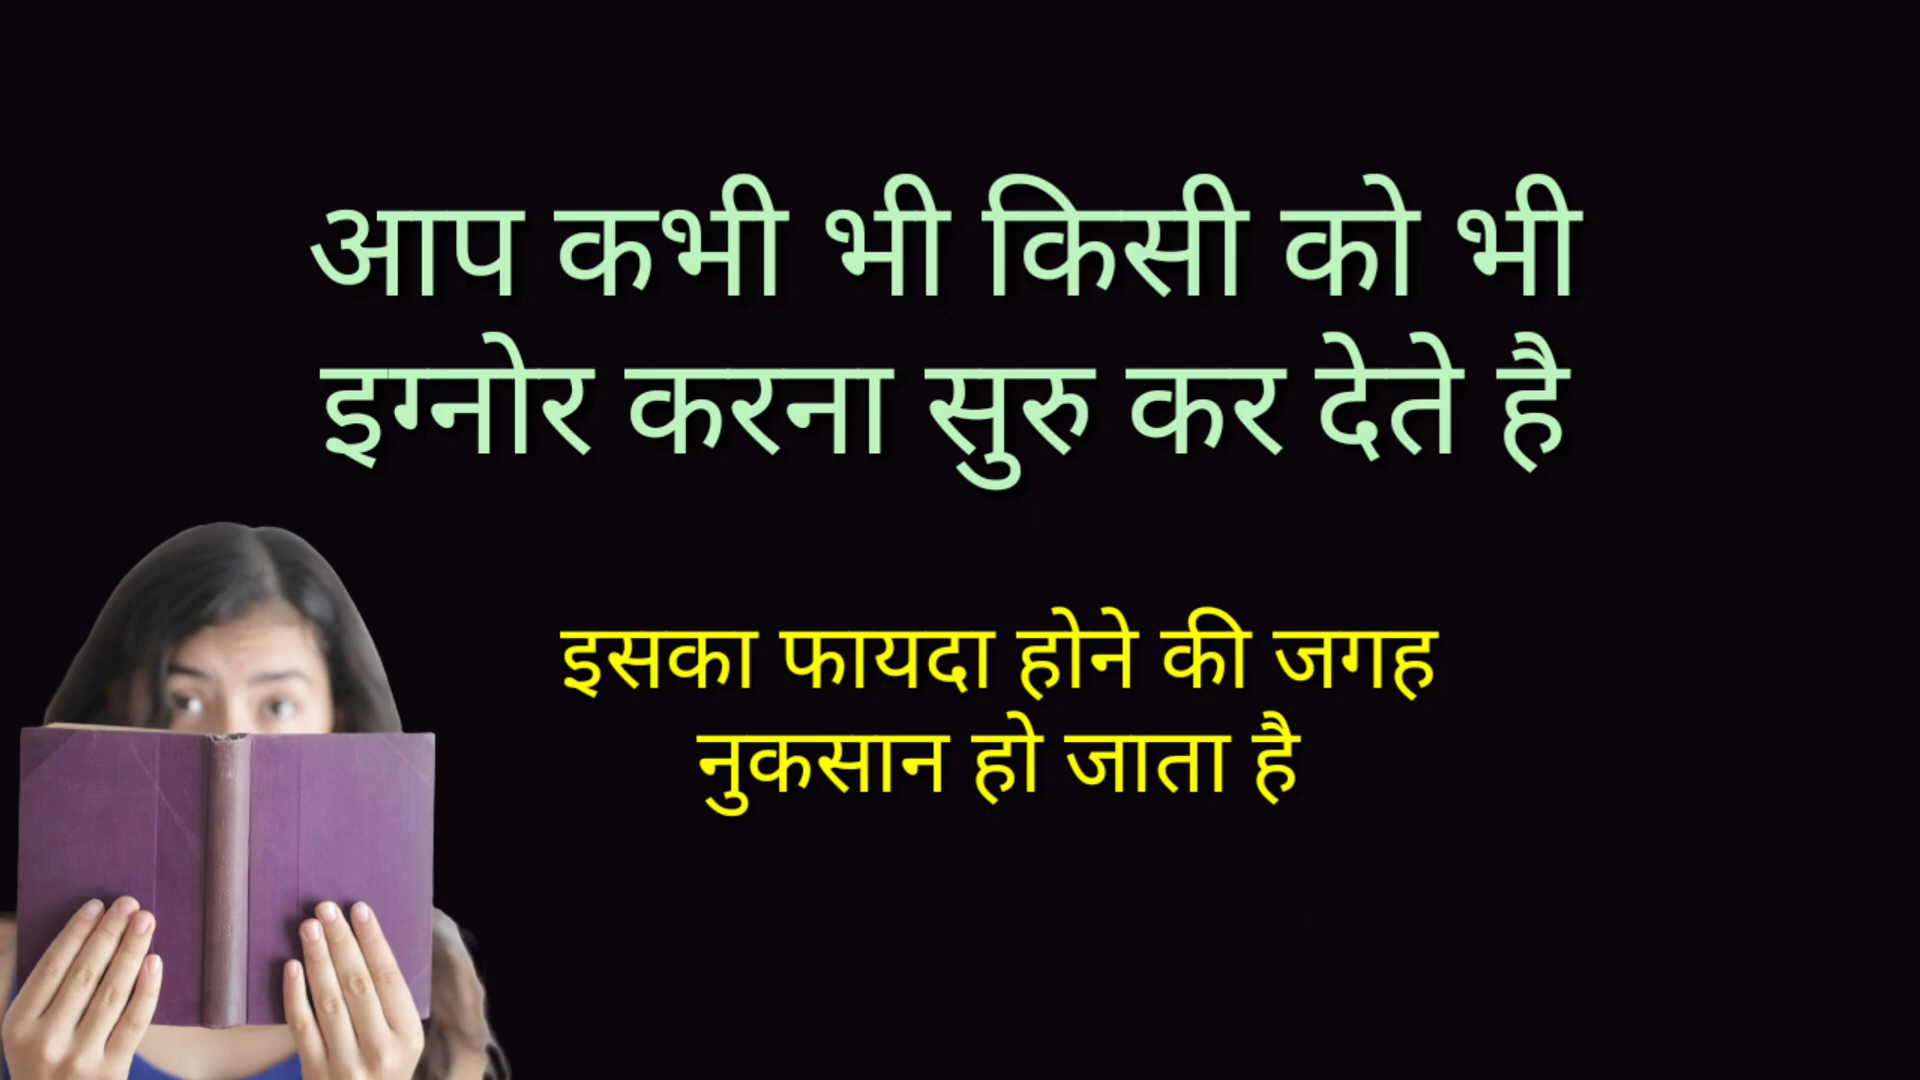 आप कभी भी किसी को भी
इग्नोर करना सुरु कर देते है
इसका फायदा होने की जगह
नुकसान हो जाता है